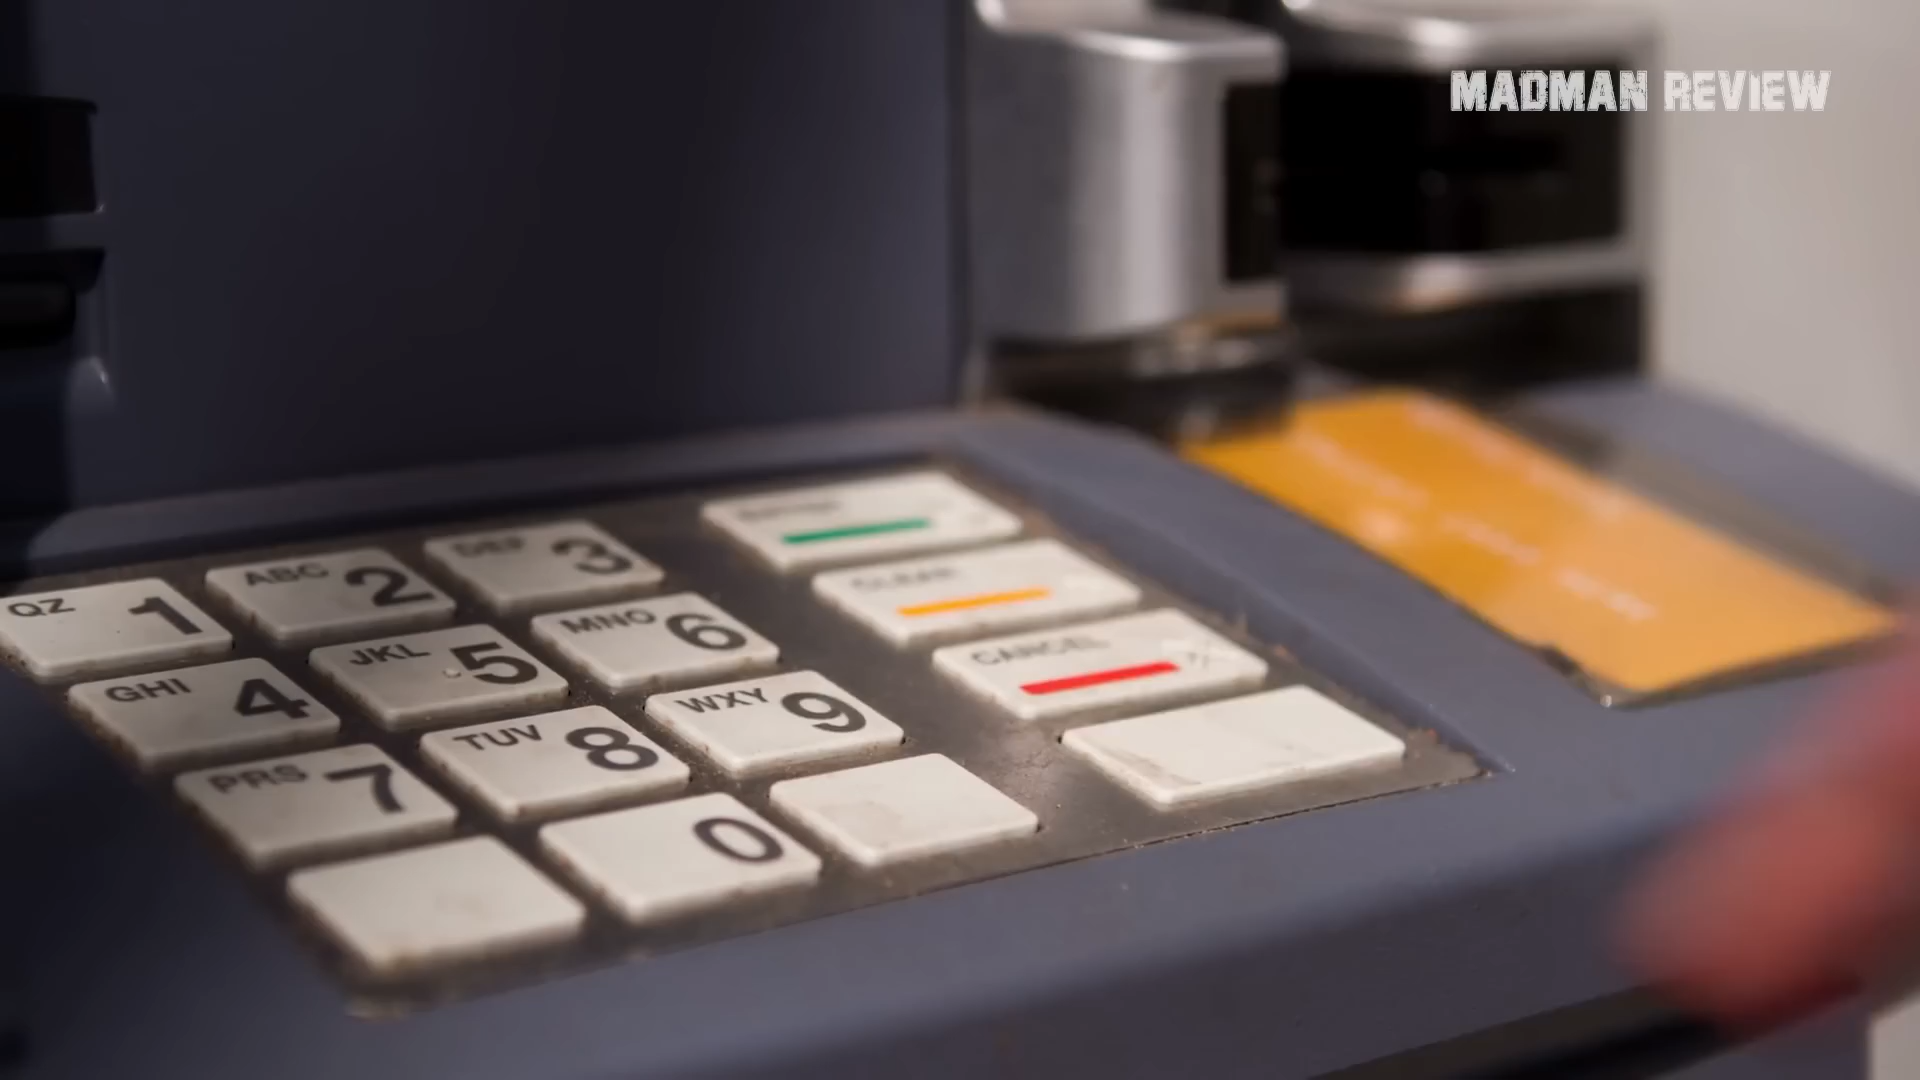 MADMAN REVIEW
QZ 1
ABC 2
DEF 3
GHI 4
JKL 5
MNO 6
PRS 7
TUV 8
WXY 9
0
CLEAR
CANCEL